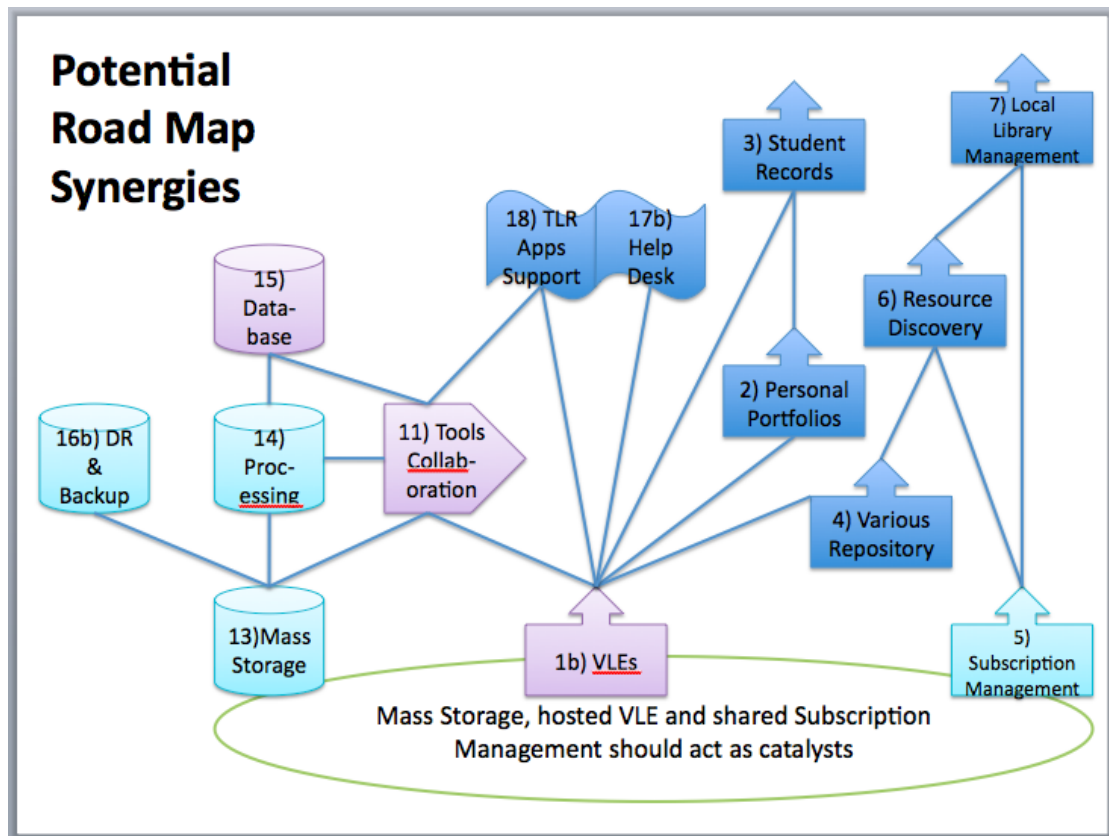 Potential
Road Map
Synergies
7) Local
Library
Management
3) Student
Records
18) TLR
Apps
Support
17b)
Help
Desk
15)
Data-
base
6) Resource
Discovery
2) Personal
Portfolios
16b) DR
&
Backup
14)
Proc-
essing
11) Tools
Collab-
oration
4) Various
Repository
13)Mass
Storage
1b) VLEs
5)
Subscription
Management
Mass Storage, hosted VLE and shared Subscription
Management should act as catalysts